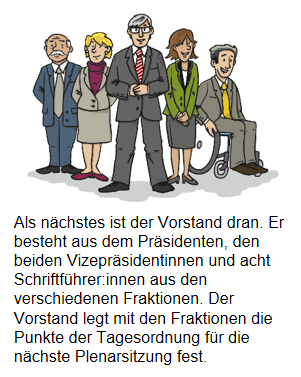 Als nächstes ist der Vorstand dran. Er
besteht aus dem Präsidenten, den
beiden Vizepräsidentinnen und acht
Schriftführer:innen aus den
verschiedenen Fraktionen. Der
Vorstand legt mit den Fraktionen die
Punkte der Tagesordnung für die
nächste Plenarsitzung fest.